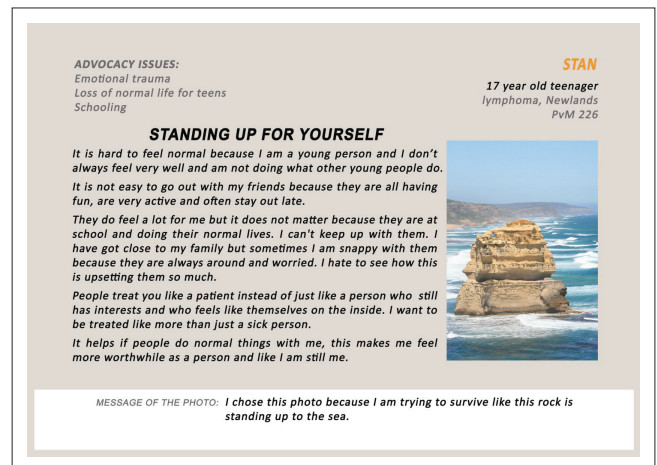 ADVOCACY ISSUES:
Emotional trauma
Loss of normal life for teens
Schooling
STAN
17 year old teenager
lymphoma, Newlands
PvM 226
STANDING UP FOR YOURSELF
It is hard to feel normal because I am a young person and I don't
always feel very well and am not doing what other young people do.
It is not easy to go out with my friends because they are all having
fun, are very active and often stay out late.
They do feel a lot for me but it does not matter because they are at
school and doing their normal lives. I can't keep up with them. I
have got close to my family but sometimes I am snappy with them
because they are always around and worried. I hate to see how this
is upsetting them so much.
People treat you like a patient instead of just like a person who still
has interests and who feels like themselves on the inside. I want to
be treated like more than just a sick person.
It helps if people do normal things with me, this makes me feel
more worthwhile as a person and like I am still me.
MESSAGE OF THE PHOTO: I chose this photo because I am trying to survive like this rock is
standing up to the sea.